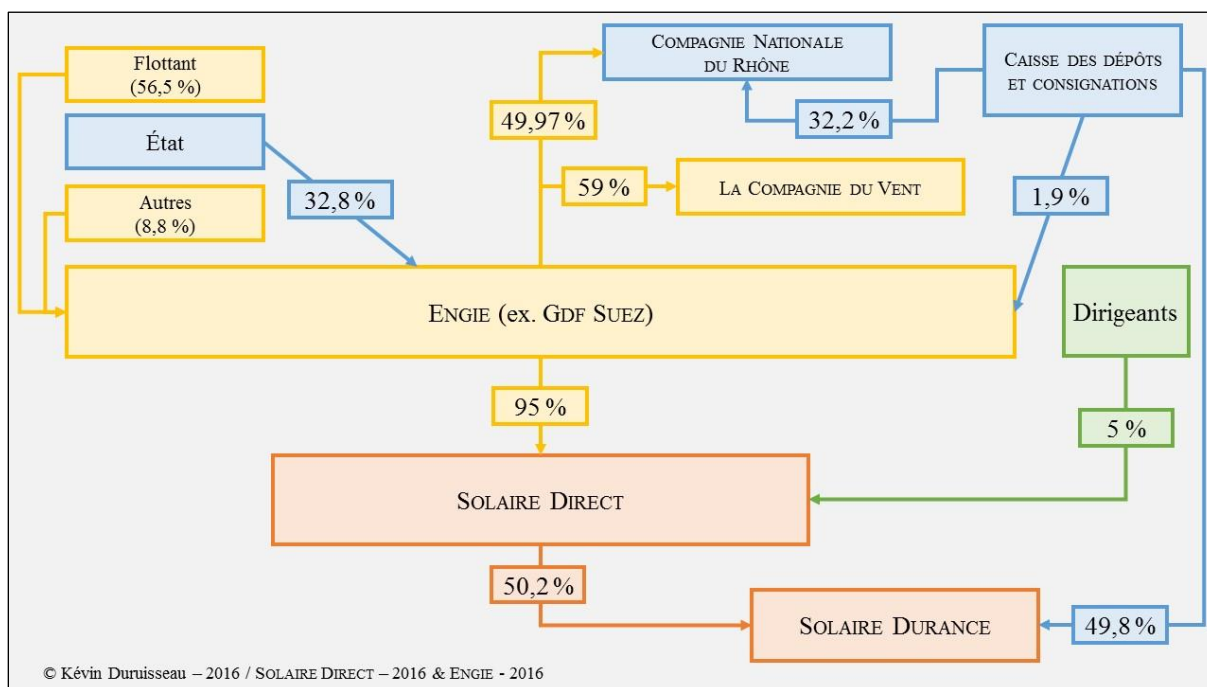 Flottant
(56,5 %)
État
Autres
(8,8 %)
32,8 %
COMPAGNIE NATIONALE
DU RHÔNE
49,97 %
32,2 %
CAISSE DES DÉPÔTS
ET CONSIGNATIONS
59 %
LA COMPAGNIE DU VENT
1,9 %
ENGIE (ex. GDF SUEZ)
Dirigeants
95 %
5 %
SOLAIRE DIRECT
50,2 %
SOLAIRE DURANCE
49,8 %
© Kévin Duruisseau – 2016 / SOLAIRE DIRECT – 2016 & ENGIE - 2016